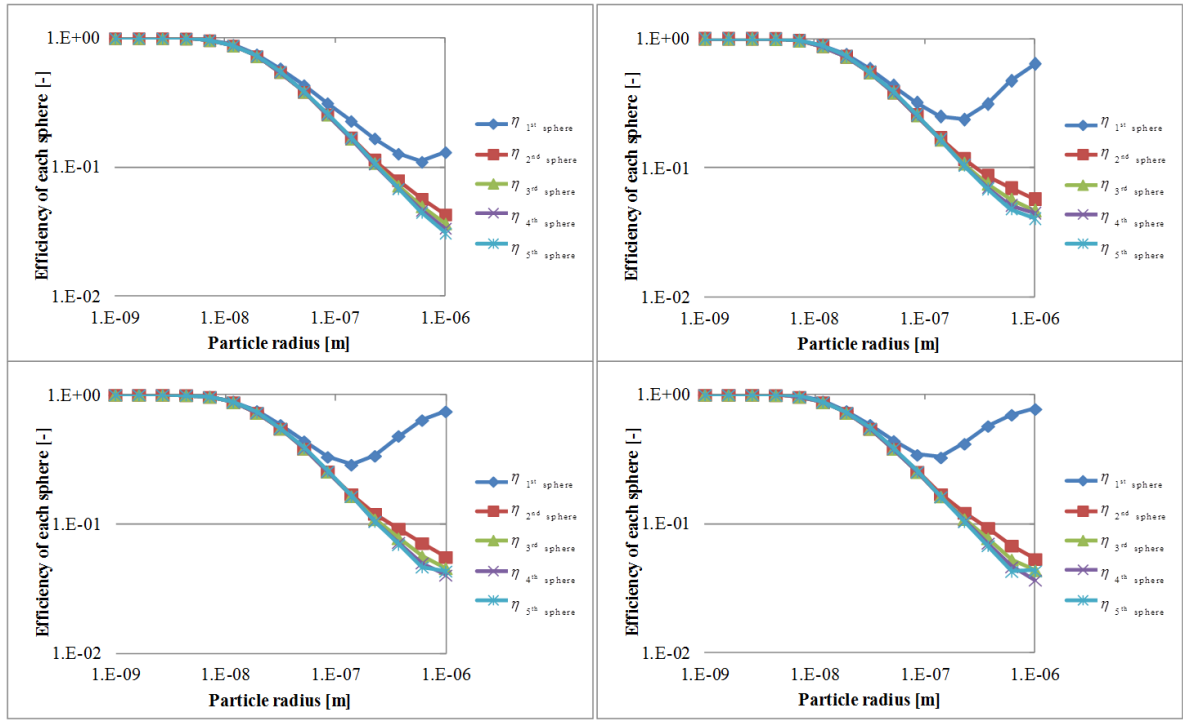 1.E+00
1.E-01
1.E-02
Efficiency of each sphere [-]
1.E-09 1.E-08 1.E-07 1.E-06
Particle radius [m]
η 1st sphere
η 2nd sphere
η 3rd sphere
η 4th sphere
η 5th sphere
1.E+00
1.E-01
1.E-02
Efficiency of each sphere [-]
1.E-09 1.E-08 1.E-07 1.E-06
Particle radius [m]
η 1st sphere
η 2nd sphere
η 3rd sphere
η 4th sphere
η 5th sphere
1.E+00
1.E-01
1.E-02
Efficiency of each sphere [-]
1.E-09 1.E-08 1.E-07 1.E-06
Particle radius [m]
η 1st sphere
η 2nd sphere
η 3rd sphere
η 4th sphere
η 5th sphere
1.E+00
1.E-01
1.E-02
Efficiency of each sphere [-]
1.E-09 1.E-08 1.E-07 1.E-06
Particle radius [m]
η 1st sphere
η 2nd sphere
η 3rd sphere
η 4th sphere
η 5th sphere